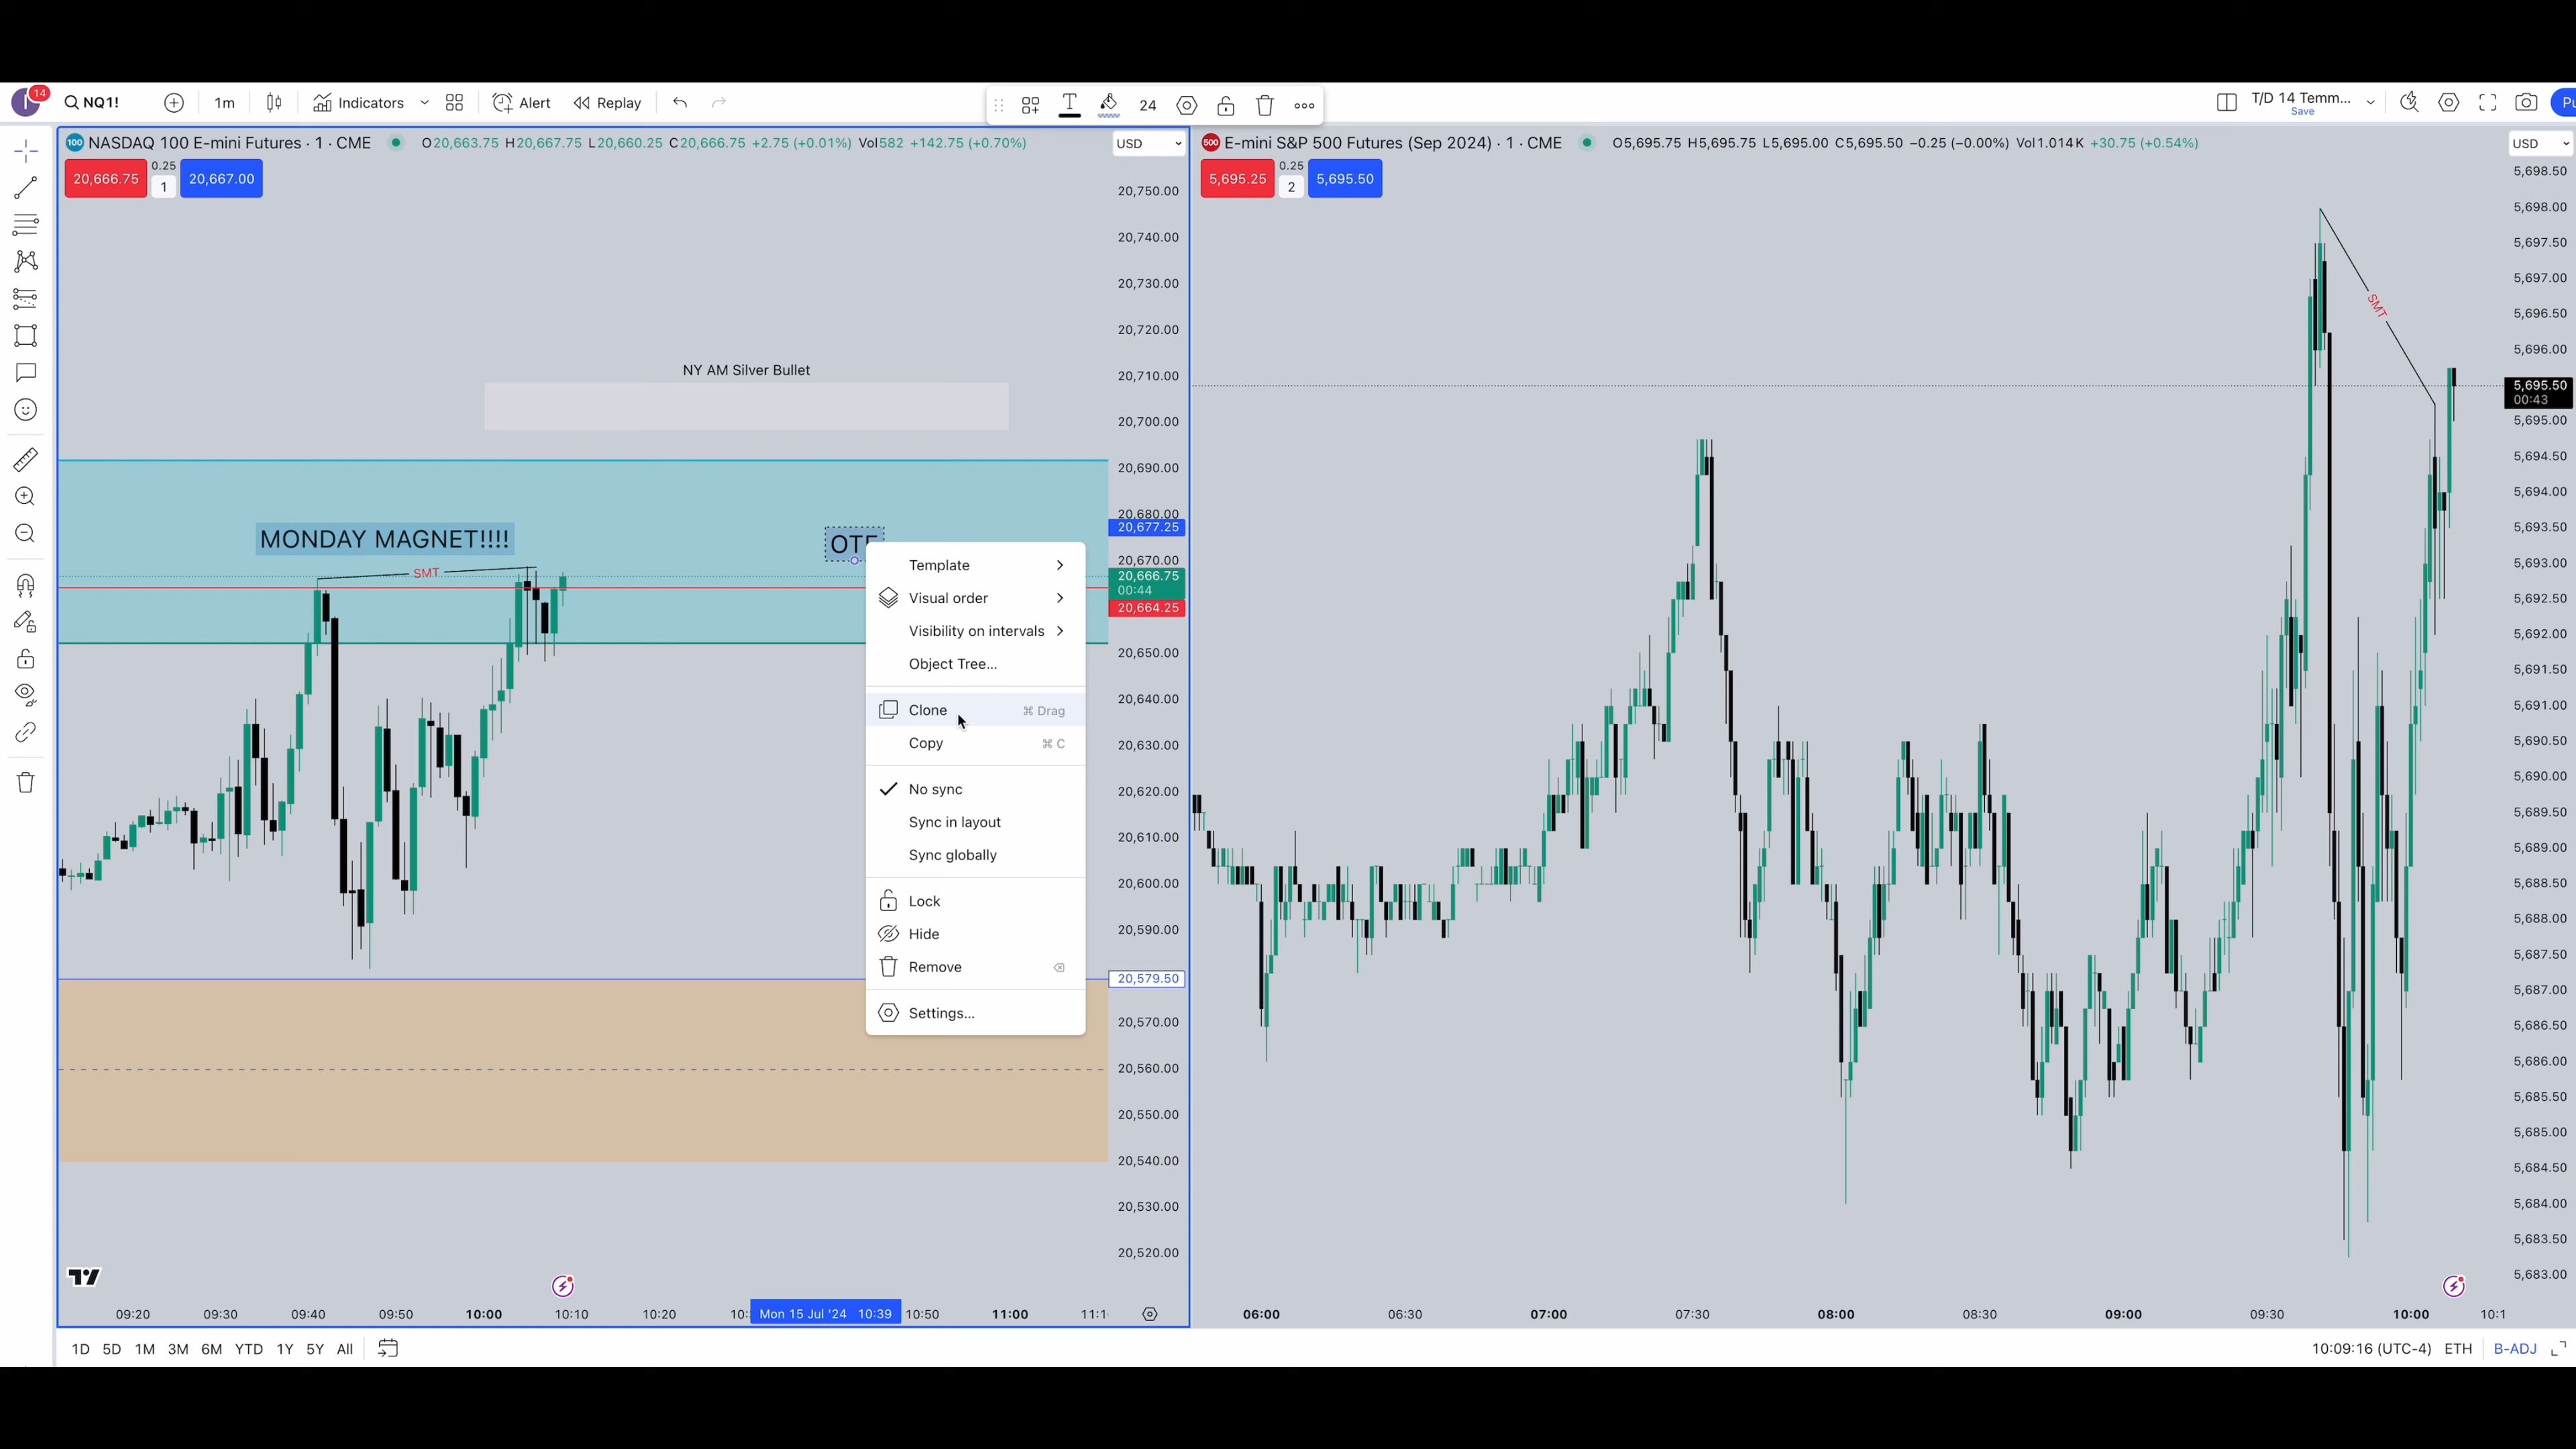 14
NQ1!
1m
Indicators
Alert
Replay
24
T/D 14 Temm...
Save
100 NASDAQ 100 E-mini Futures · 1 · CME
O20,663.75 H20,667.75 L20,660.25 C20,666.75 +2.75 (+0.01%) Vol582 +142.75 (+0.70%)
USD
20,666.75
0.25
1
20,667.00
NY AM Silver Bullet
MONDAY MAGNET!!!!
SMT
Template
Visual order
Visibility on intervals
Object Tree...
Clone ⌘ Drag
Copy ⌘ C
No sync
Sync in layout
Sync globally
Lock
Hide
Remove
Settings...
20,750.00
20,740.00
20,730.00
20,720.00
20,710.00
20,700.00
20,690.00
20,680.00
20,677.25
20,670.00
20,666.75
00:44
20,664.25
20,650.00
20,640.00
20,630.00
20,620.00
20,610.00
20,600.00
20,590.00
20,579.50
20,570.00
20,560.00
20,550.00
20,540.00
20,530.00
20,520.00
09:20 09:30 09:40 09:50 10:00 10:10 10:20 Mon 15 Jul '24 10:39 10:50 11:00
500 E-mini S&P 500 Futures (Sep 2024) · 1 · CME
O5,695.75 H5,695.75 L5,695.00 C5,695.50 −0.25 (−0.00%) Vol1.014K +30.75 (+0.54%)
USD
5,695.25
0.25
2
5,695.50
SMT
5,698.50
5,698.00
5,697.50
5,697.00
5,696.50
5,696.00
5,695.50
00:43
5,695.00
5,694.50
5,694.00
5,693.50
5,693.00
5,692.50
5,692.00
5,691.50
5,691.00
5,690.50
5,690.00
5,689.50
5,689.00
5,688.50
5,688.00
5,687.50
5,687.00
5,686.50
5,686.00
5,685.50
5,685.00
5,684.50
5,684.00
5,683.50
5,683.00
06:00 06:30 07:00 07:30 08:00 08:30 09:00 09:30 10:00
1D 5D 1M 3M 6M YTD 1Y 5Y All
10:09:16 (UTC-4) ETH B-ADJ